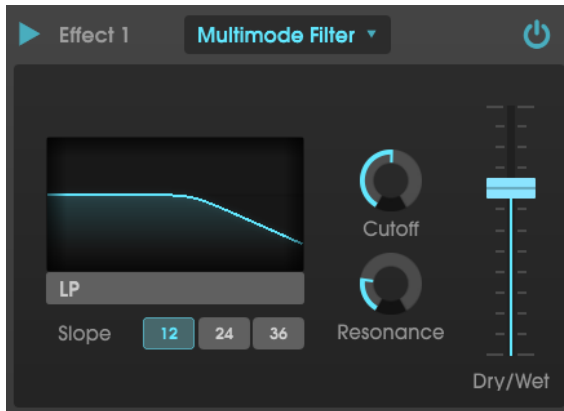 Effect 1 Multimode Filter
LP
Slope 12 24 36
Cutoff
Resonance
Dry/Wet